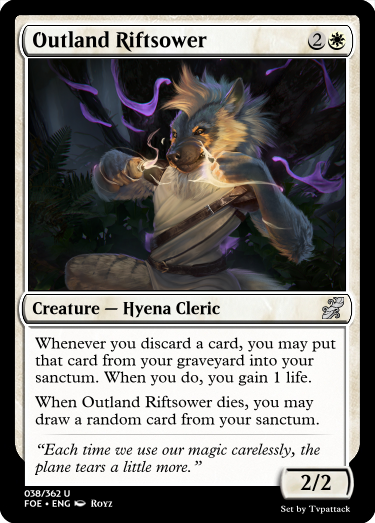 Outland Riftsower 2
Creature — Hyena Cleric
Whenever you discard a card, you may put
that card from your graveyard into your
sanctum. When you do, you gain 1 life.
When Outland Riftsower dies, you may
draw a random card from your sanctum.
“Each time we use our magic carelessly, the
plane tears a little more.”
2/2
038/362 U
FOE • ENG Royz
Set by Tvpattack